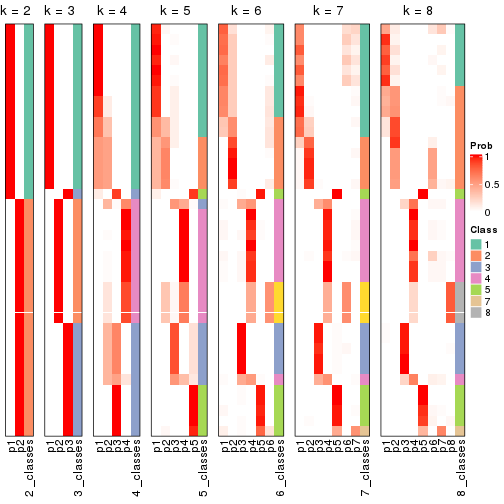 k = 2 k = 3 k = 4 k = 5 k = 6 k = 7 k = 8
Prob
1
0.5
0
Class
1
2
3
4
5
7
8
p1 p2 2_classes
p1 p2 p3 3_classes
p1 p2 p3 p4 4_classes
p1 p2 p3 p4 p5 5_classes
p1 p2 p3 p4 p5 p6 6_classes
p1 p2 p3 p4 p5 p6 p7 7_classes
p1 p2 p3 p4 p5 p6 p7 p8 8_classes